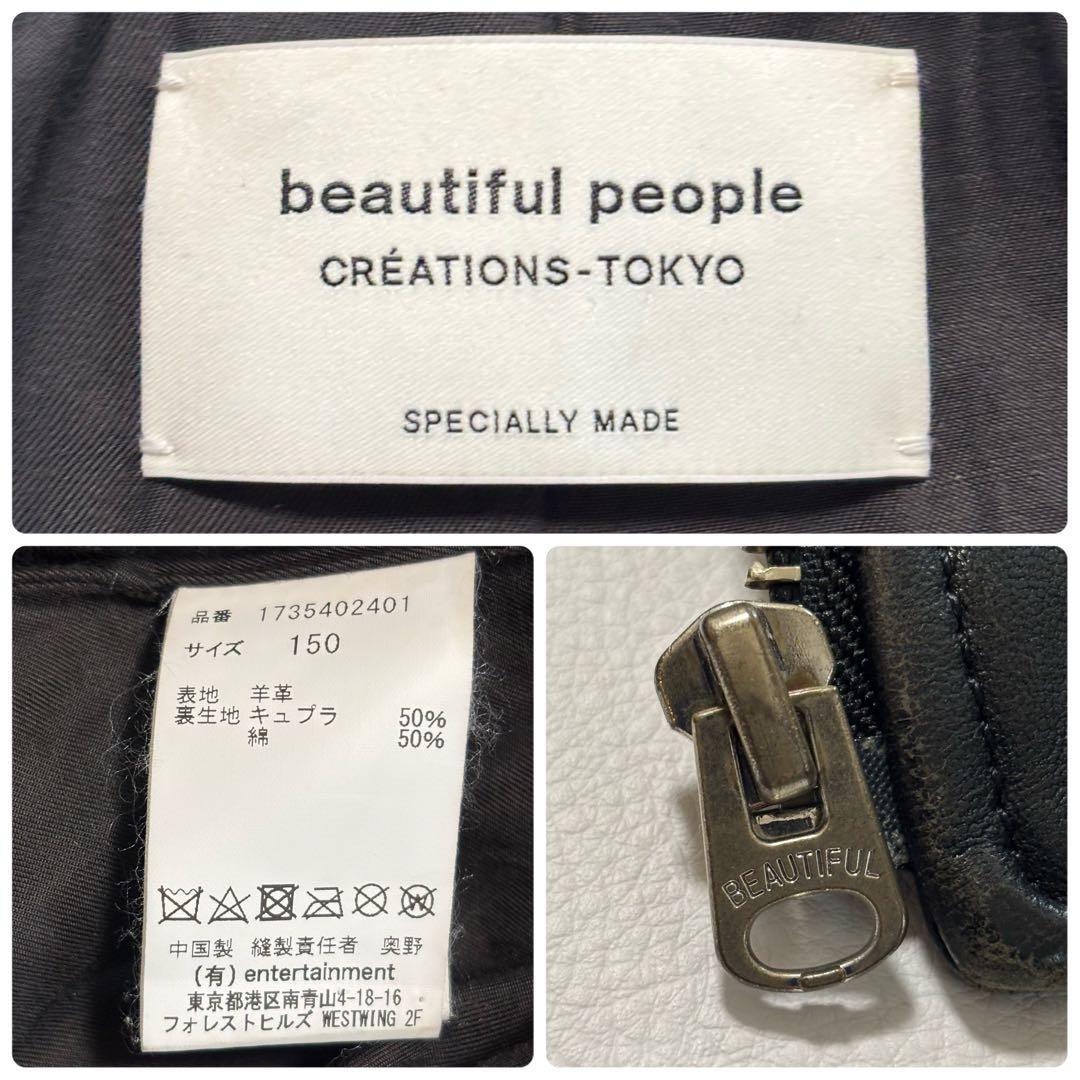 beautiful people
CRÉATIONS-TOKYO
SPECIALLY MADE
品番 1735402401
サイズ 150
表地 羊革
裏生地 キュプラ 50%
綿 50%
中国製 縫製責任者 奥野
(有) entertainment
東京都港区南青山4-18-16
フォレストヒルズ WESTWING 2F
BEAUTIFUL